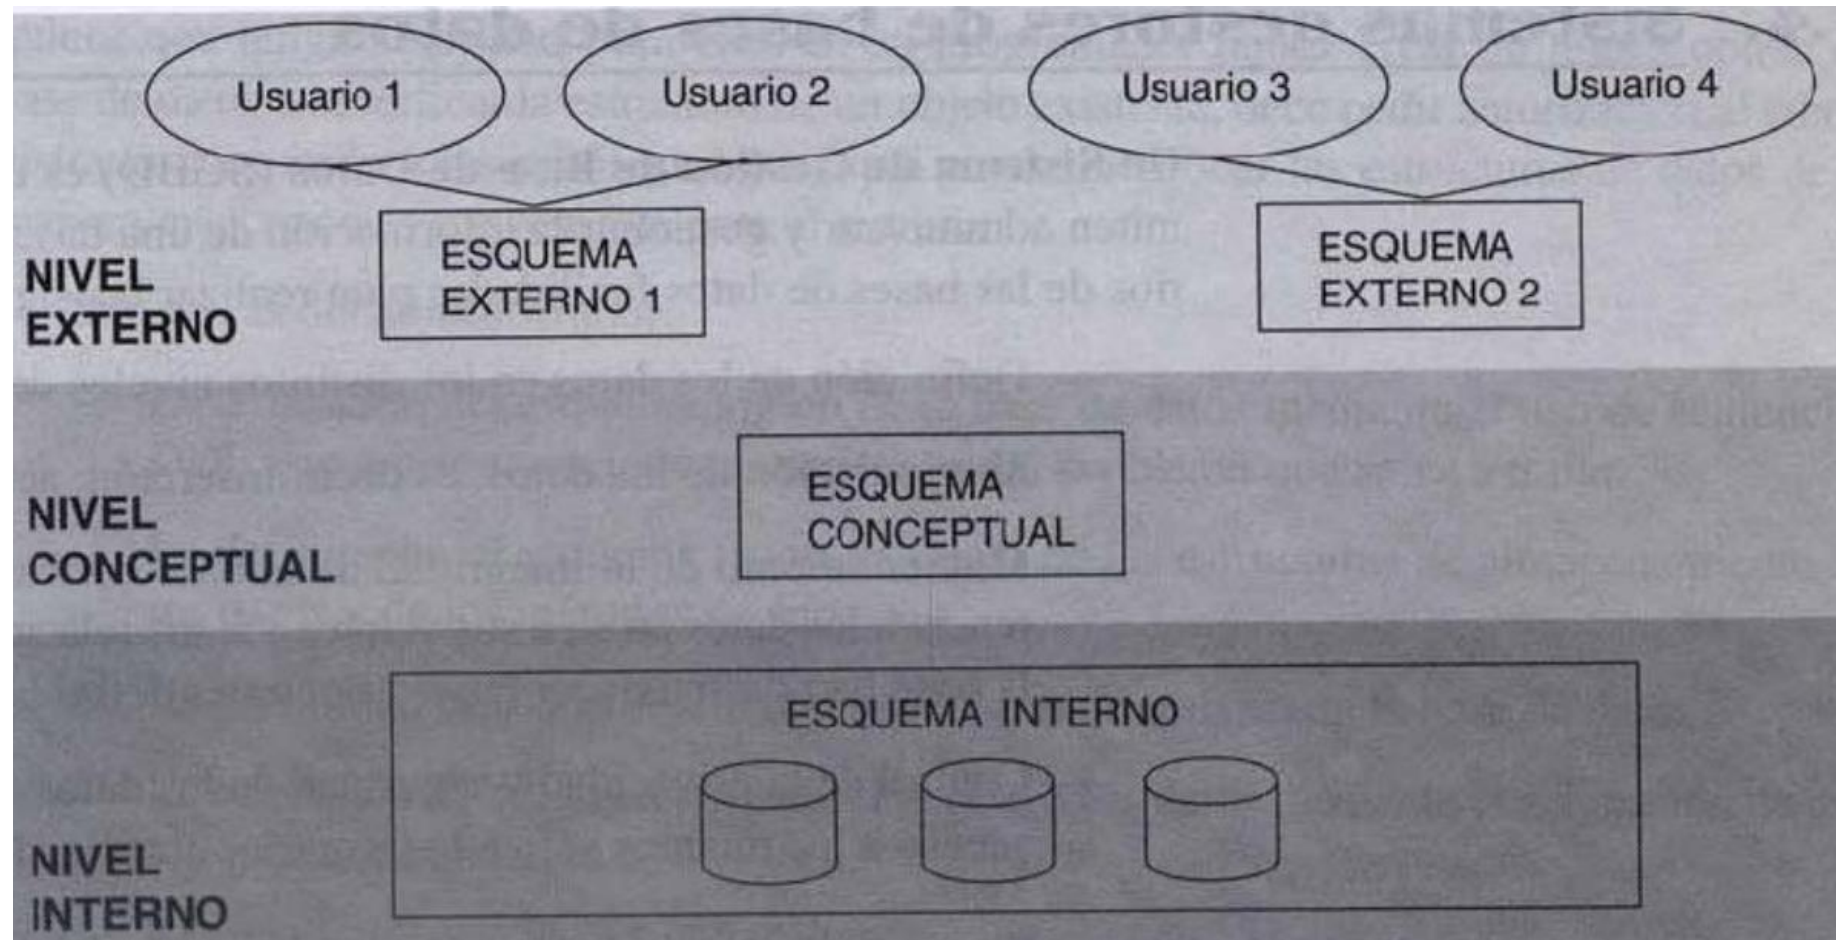 Usuario 1
Usuario 2
Usuario 3
Usuario 4
NIVEL
EXTERNO
ESQUEMA
EXTERNO 1
ESQUEMA
EXTERNO 2
NIVEL
CONCEPTUAL
ESQUEMA
CONCEPTUAL
ESQUEMA INTERNO
NIVEL
INTERNO